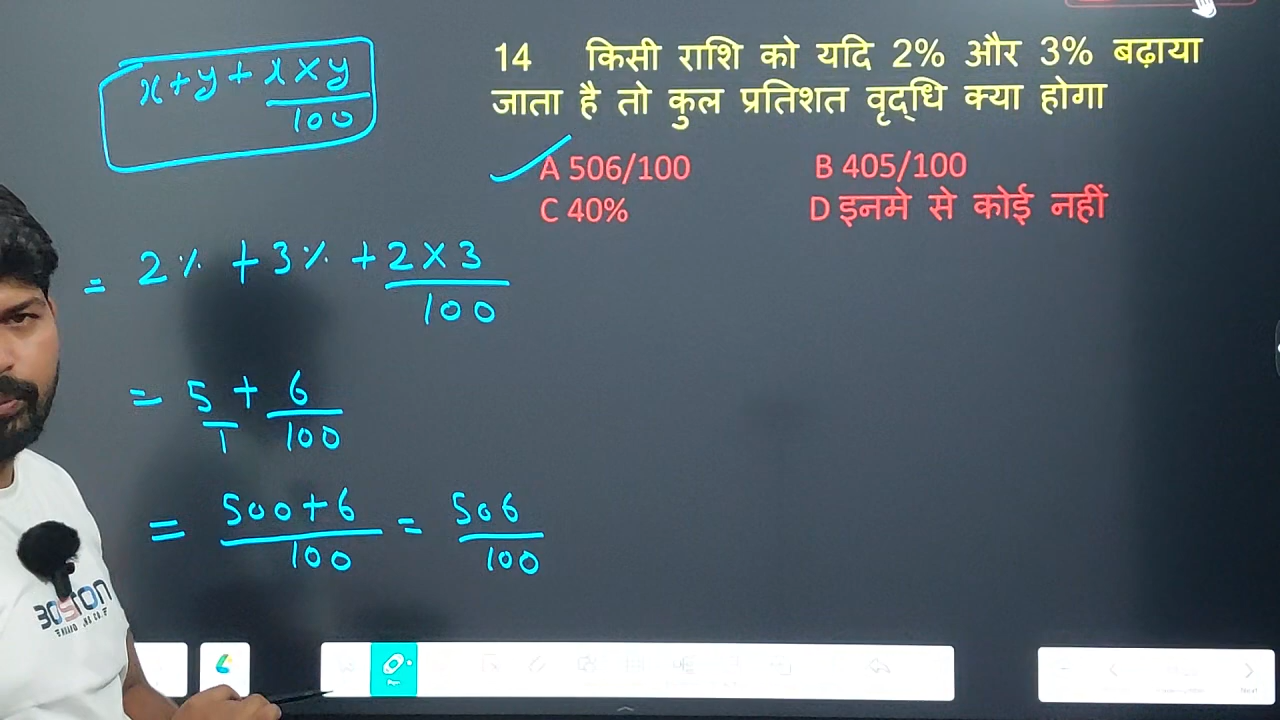 x+y+x×y/100
14 किसी राशि को यदि 2% और 3% बढ़ाया
जाता है तो कुल प्रतिशत वृद्धि क्या होगा
A 506/100
B 405/100
C 40%
D इनमे से कोई नहीं
= 2% +3% + 2×3/100
= 5/1 + 6/100
= 500+6/100 = 506/100
BOSTON